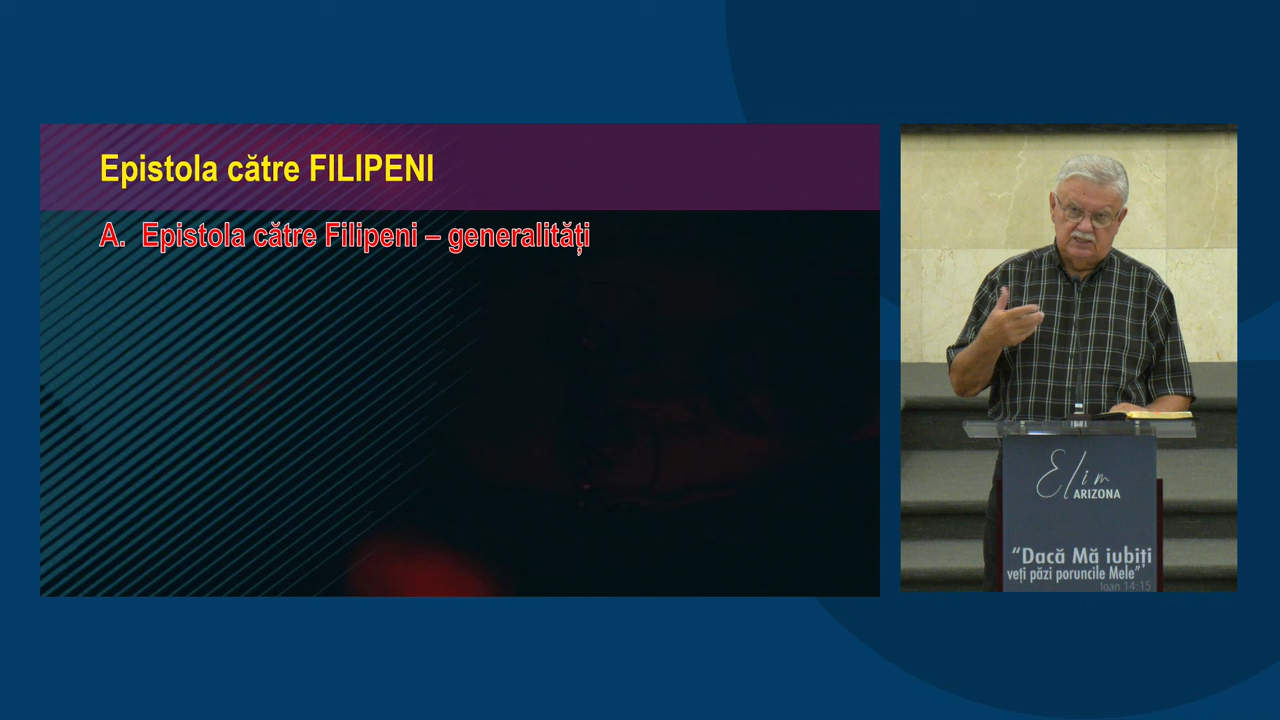 Epistola către FILIPENI
A. Epistola către Filipeni – generalități
Elim
ARIZONA
“Dacă Mă iubiți
veți păzi poruncile Mele”
Ioan 14:15